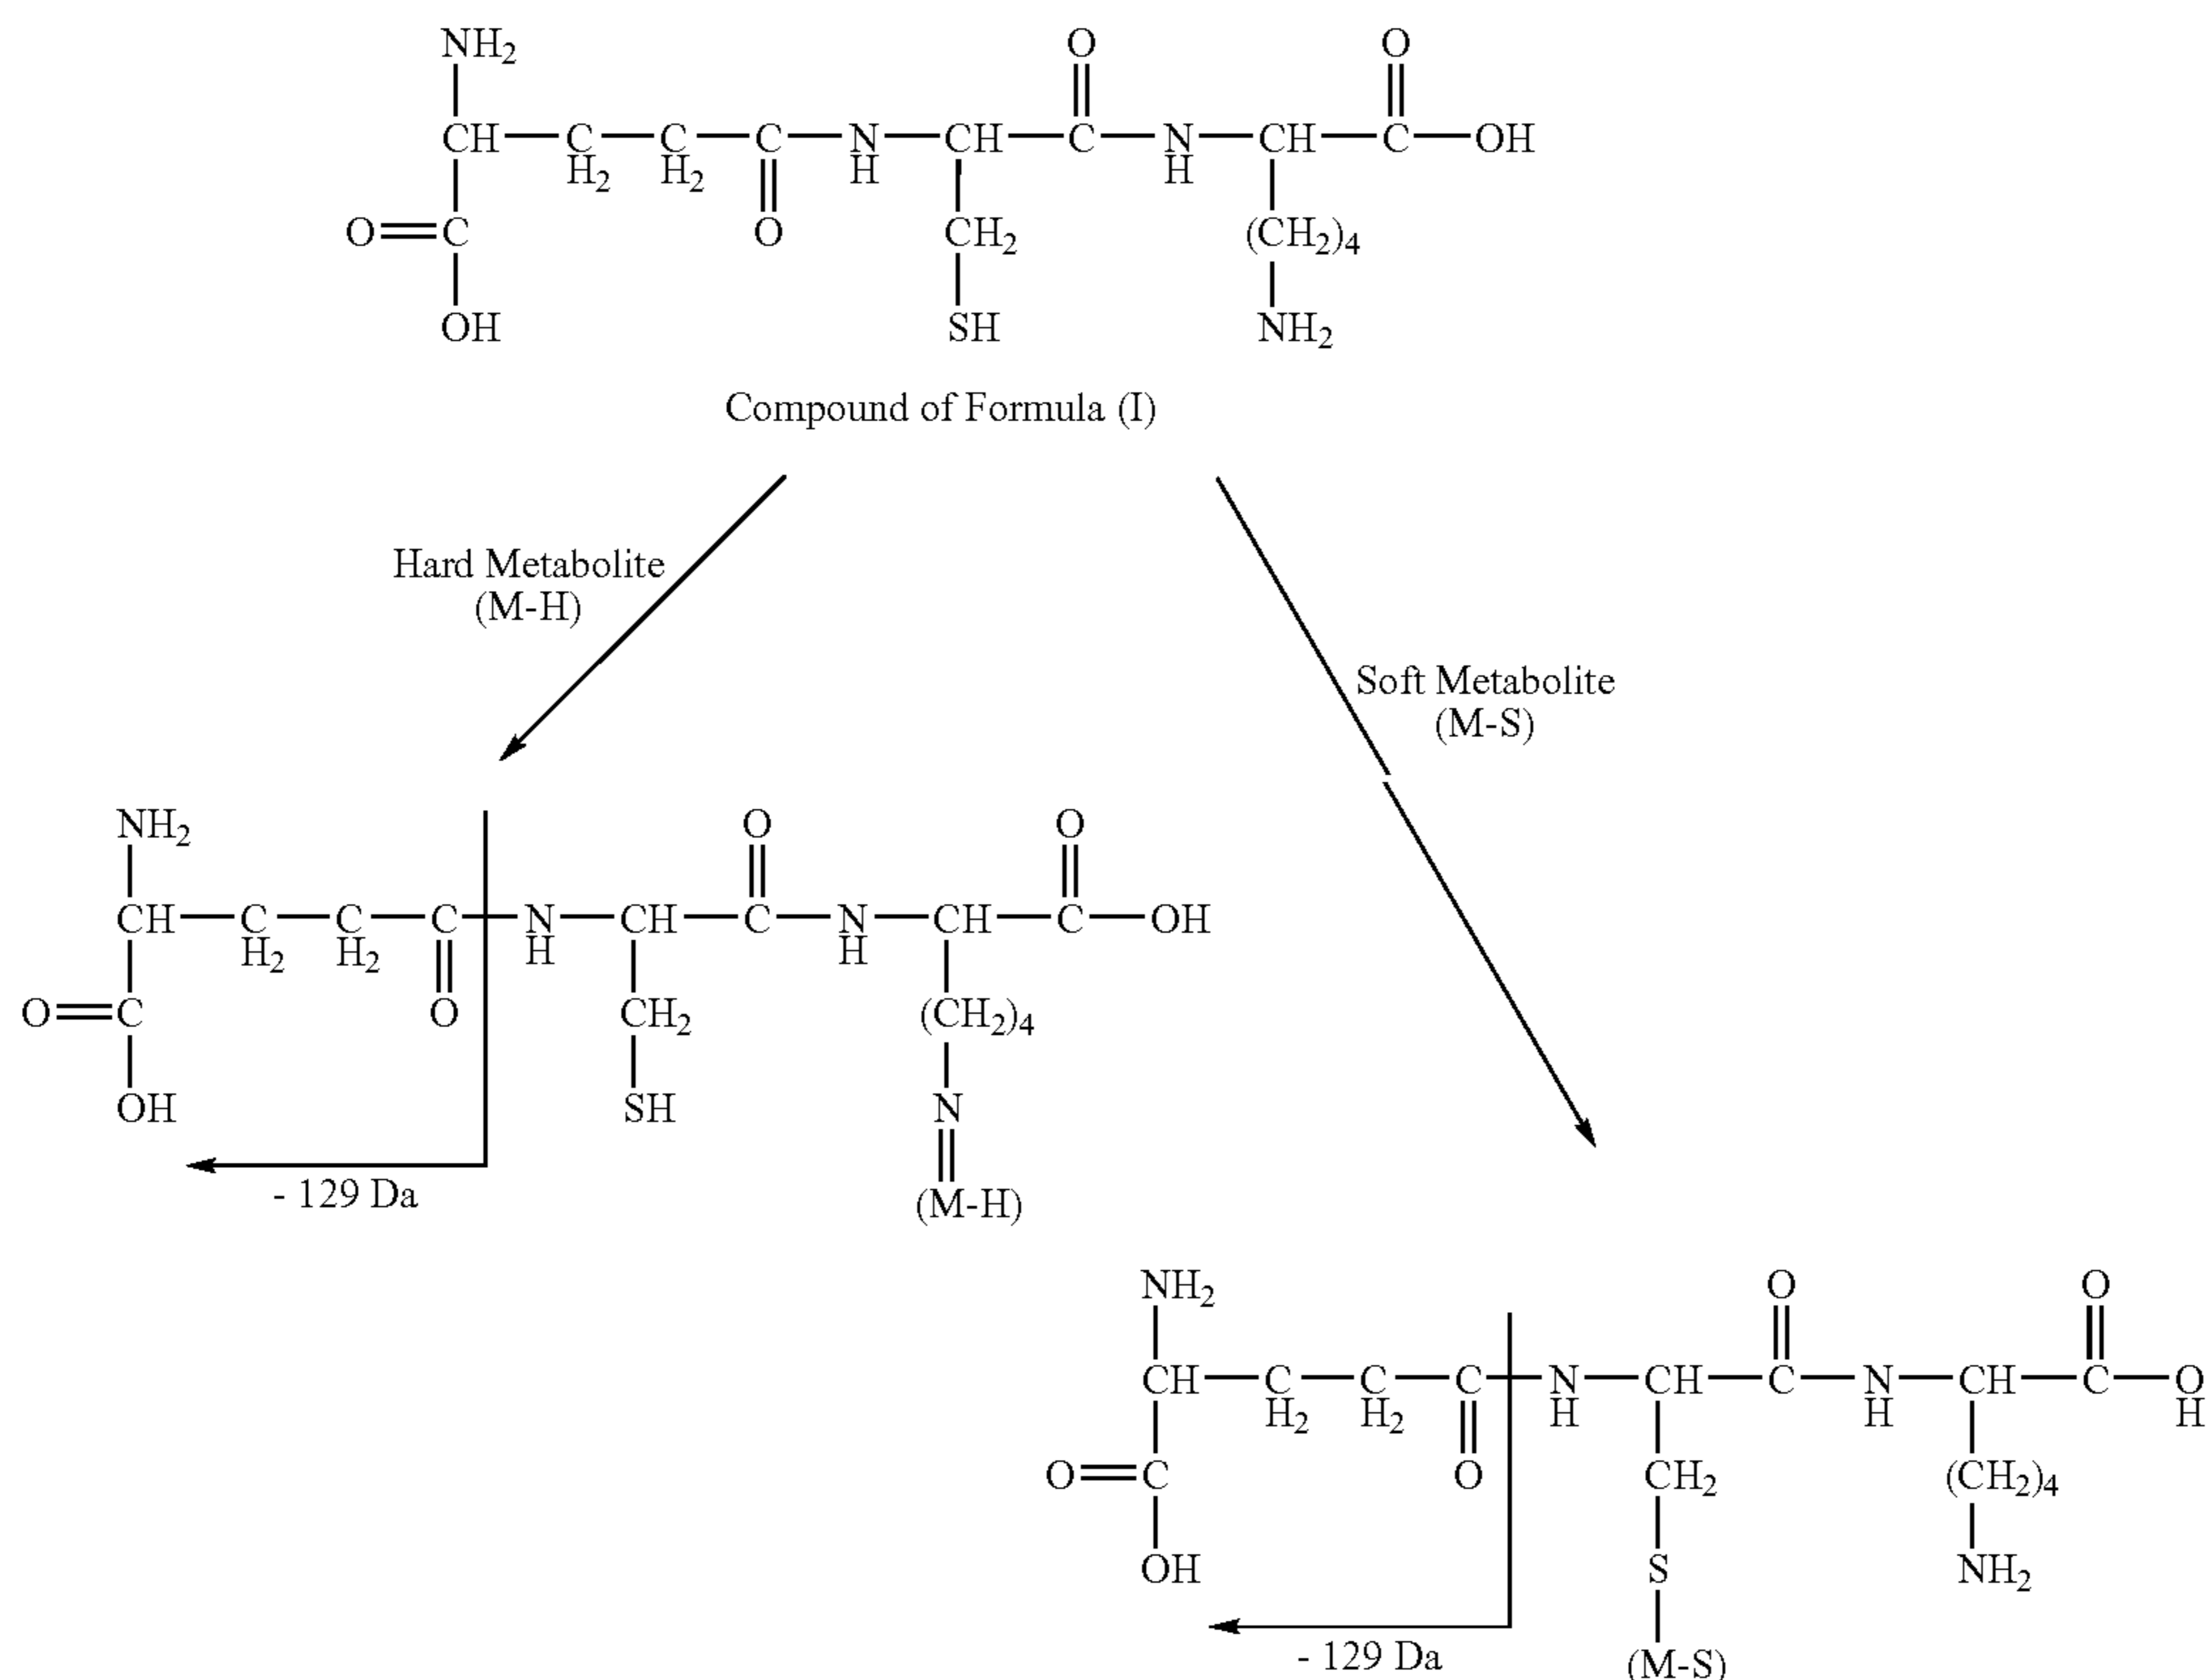 NH2 O O
CH C H2 C H2 C N H CH C N H CH C OH
O C O CH2 (CH2)4
OH SH NH2
Compound of Formula (I)
Hard Metabolite
(M-H)
Soft Metabolite
(M-S)
NH2 O O
CH C H2 C H2 C N H CH C N H CH C OH
O C O CH2 (CH2)4
OH SH N
- 129 Da (M-H)
NH2 O O
CH C H2 C H2 C N H CH C N H CH C O H
O C O CH2 (CH2)4
OH S NH2
- 129 Da (M-S)